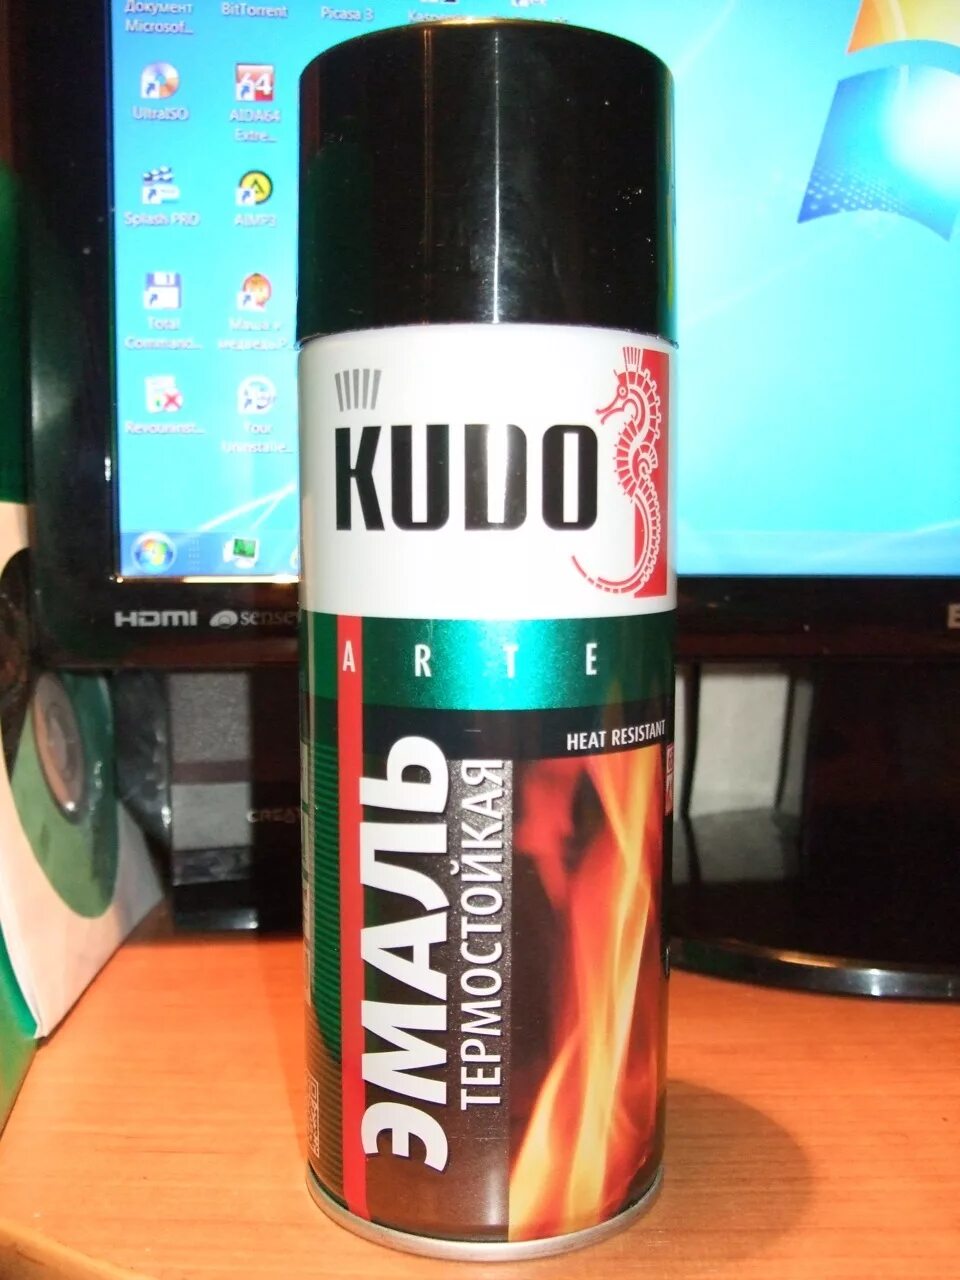 Документ
Microsof...
BitTorrent
Picasa 3
UltraISO
AIDA64
Extre...
Splash PRO
AIMP3
Total
Comman...
Маша и
медведь.Р...
Revouninst...
Your
Uninstalle...
KUDO
HDMI
ARTE
HEAT RESISTANT
ЭМАЛЬ
ТЕРМОСТОЙКАЯ